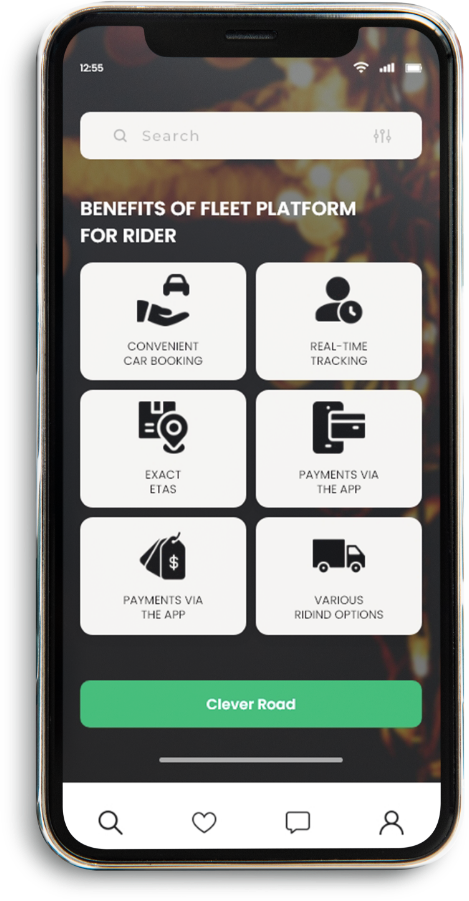 12:55
Search
BENEFITS OF FLEET PLATFORM
FOR RIDER
CONVENIENT
CAR BOOKING
REAL-TIME
TRACKING
EXACT
ETAS
PAYMENTS VIA
THE APP
$
PAYMENTS VIA
THE APP
VARIOUS
RIDIND OPTIONS
Clever Road